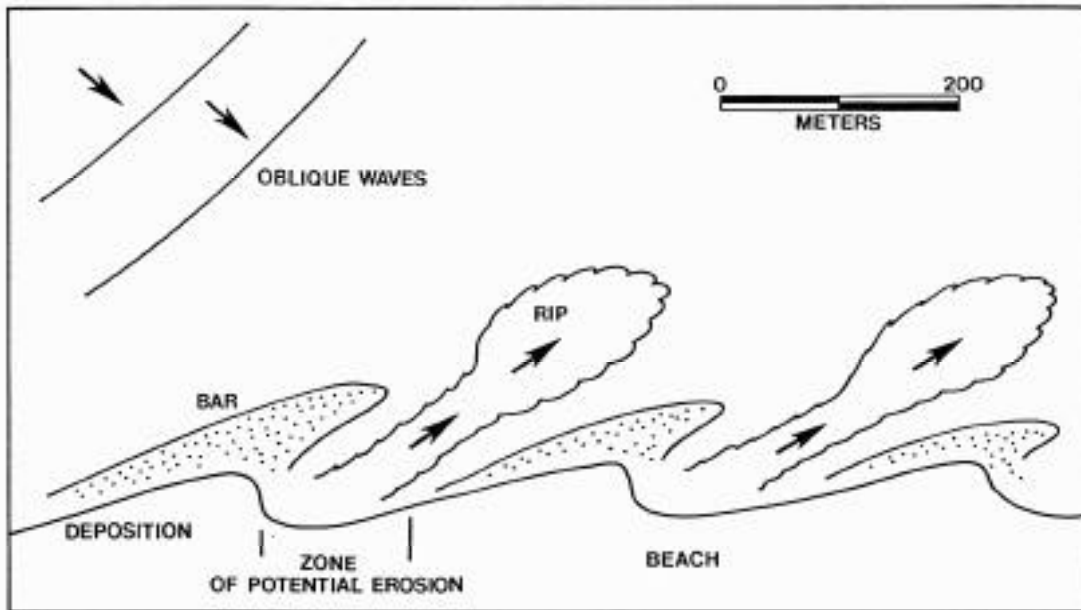 0 200
METERS
OBLIQUE WAVES
RIP
BAR
DEPOSITION
ZONE
OF POTENTIAL EROSION
BEACH